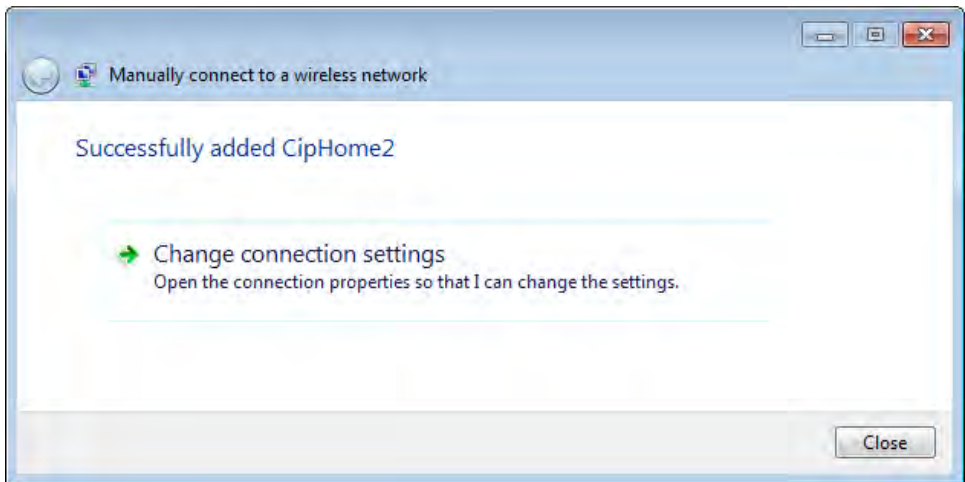 Manually connect to a wireless network
Successfully added CipHome2
Change connection settings
Open the connection properties so that I can change the settings.
Close